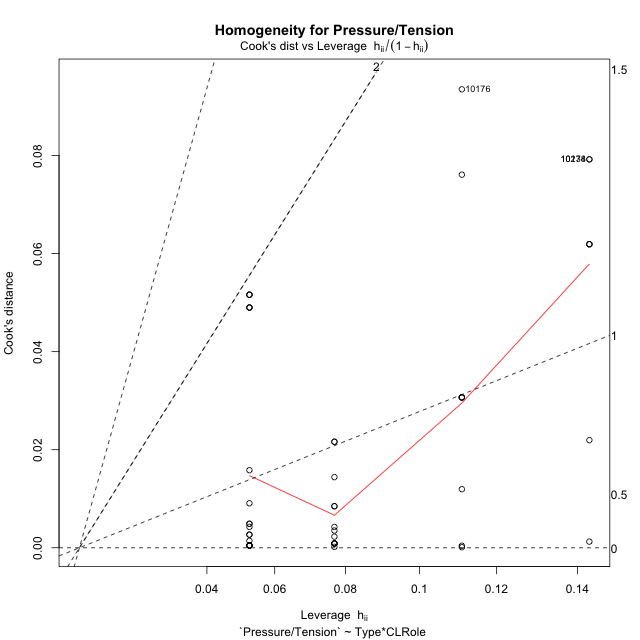 Homogeneity for Pressure/Tension
Cook's dist vs Leverage hii/(1 − hii)
2
1.5
10176
0.08
0.06
0.04
0.02
0.00
Cook's distance
1
0.5
0
0.04 0.06 0.08 0.1 0.12 0.14
Leverage hii
`Pressure/Tension` ~ Type*CLRole